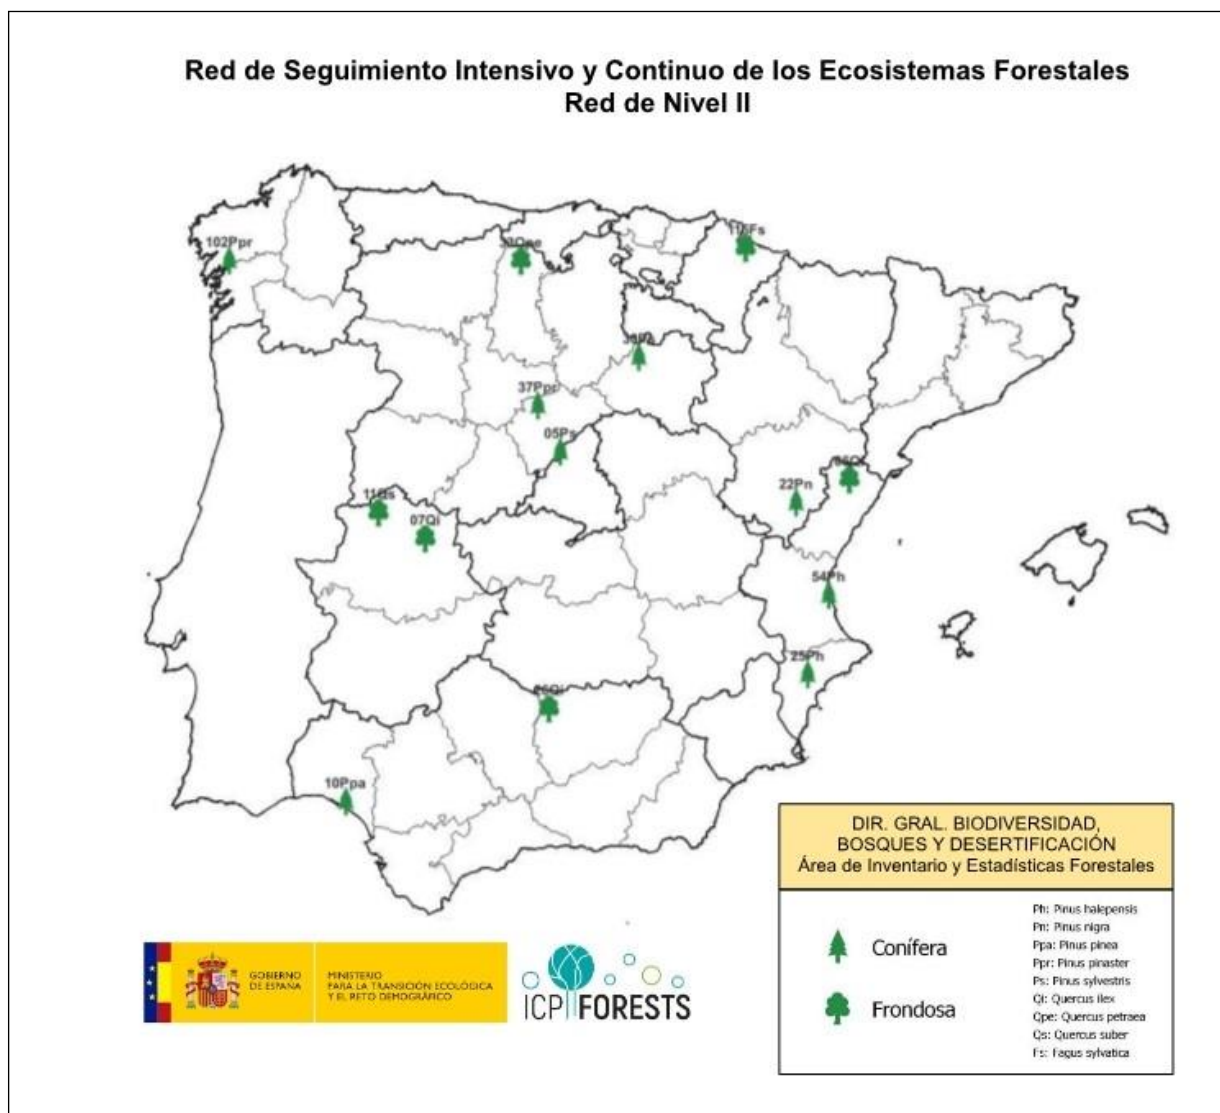 Red de Seguimiento Intensivo y Continuo de los Ecosistemas Forestales
Red de Nivel II
102Ppr
115Fs
37Ppr
05Ps
22Pn
11Qs
07Qi
54Ph
25Ph
10Ppa
DIR. GRAL. BIODIVERSIDAD,
BOSQUES Y DESERTIFICACIÓN
Área de Inventario y Estadísticas Forestales
Conífera
Frondosa
Ph: Pinus halepensis
Pn: Pinus nigra
Ppa: Pinus pinea
Ppr: Pinus pinaster
Ps: Pinus sylvestris
Qi: Quercus ilex
Qpe: Quercus petraea
Qs: Quercus suber
Fs: Fagus sylvatica
GOBIERNO
DE ESPAÑA
MINISTERIO
PARA LA TRANSICIÓN ECOLÓGICA
Y EL RETO DEMOGRÁFICO
ICP FORESTS